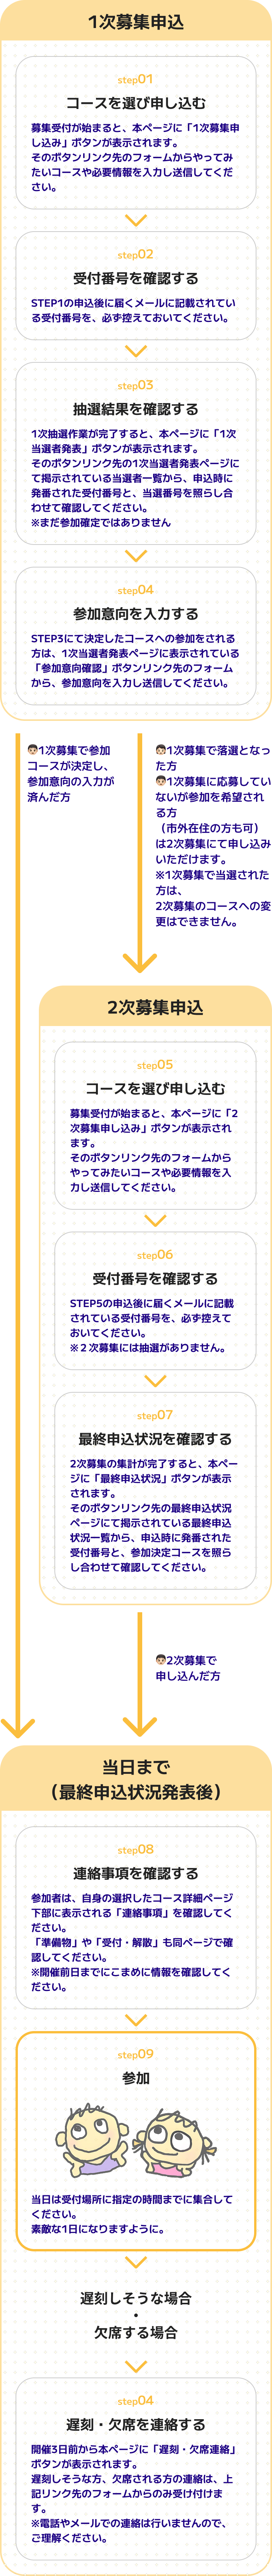 1次募集申込
step01
コースを選び申し込む
募集受付が始まると、本ページに「1次募集申
し込み」ボタンが表示されます。
そのボタンリンク先のフォームからやってみ
たいコースや必要情報を入力し送信してくだ
さい。
step02
受付番号を確認する
STEP1の申込後に届くメールに記載されてい
る受付番号を、必ず控えておいてください。
step03
抽選結果を確認する
1次抽選作業が完了すると、本ページに「1次
当選者発表」ボタンが表示されます。
そのボタンリンク先の1次当選者発表ページに
て掲示されている当選者一覧から、申込時に
発番された受付番号と、当選番号を照らし合
わせて確認してください。
※まだ参加確定ではありません
step04
参加意向を入力する
STEP3にて決定したコースへの参加をされる
方は、1次当選者発表ページに表示されている
「参加意向確認」ボタンリンク先のフォーム
から、参加意向を入力し送信してください。
1次募集で参加
コースが決定し、
参加意向の入力が
済んだ方
1次募集で落選となっ
た方
1次募集に応募してい
ないが参加を希望され
る方
（市外在住の方も可）
は2次募集にて申し込み
いただけます。
※1次募集で当選された
方は、
2次募集のコースへの変
更はできません。
2次募集申込
step05
コースを選び申し込む
募集受付が始まると、本ページに「2
次募集申し込み」ボタンが表示され
ます。
そのボタンリンク先のフォームから
やってみたいコースや必要情報を入
力し送信してください。
step06
受付番号を確認する
STEP5の申込後に届くメールに記載
されている受付番号を、必ず控えて
おいてください。
※２次募集には抽選がありません。
step07
最終申込状況を確認する
2次募集の集計が完了すると、本ペー
ジに「最終申込状況」ボタンが表示
されます。
そのボタンリンク先の最終申込状況
ページにて掲示されている最終申込
状況一覧から、申込時に発番された
受付番号と、参加決定コースを照ら
し合わせて確認してください。
2次募集で
申し込んだ方
当日まで
（最終申込状況発表後）
step08
連絡事項を確認する
参加者は、自身の選択したコース詳細ページ
下部に表示される「連絡事項」を確認してく
ださい。
「準備物」や「受付・解散」も同ページで確
認してください。
※開催前日までにこまめに情報を確認してく
ださい。
step09
参加
当日は受付場所に指定の時間までに集合して
ください。
素敵な1日になりますように。
遅刻しそうな場合
・
欠席する場合
step04
遅刻・欠席を連絡する
開催3日前から本ページに「遅刻・欠席連絡」
ボタンが表示されます。
遅刻しそうな方、欠席される方の連絡は、上
記リンク先のフォームからのみ受け付けま
す。
※電話やメールでの連絡は行いませんので、
ご理解ください。